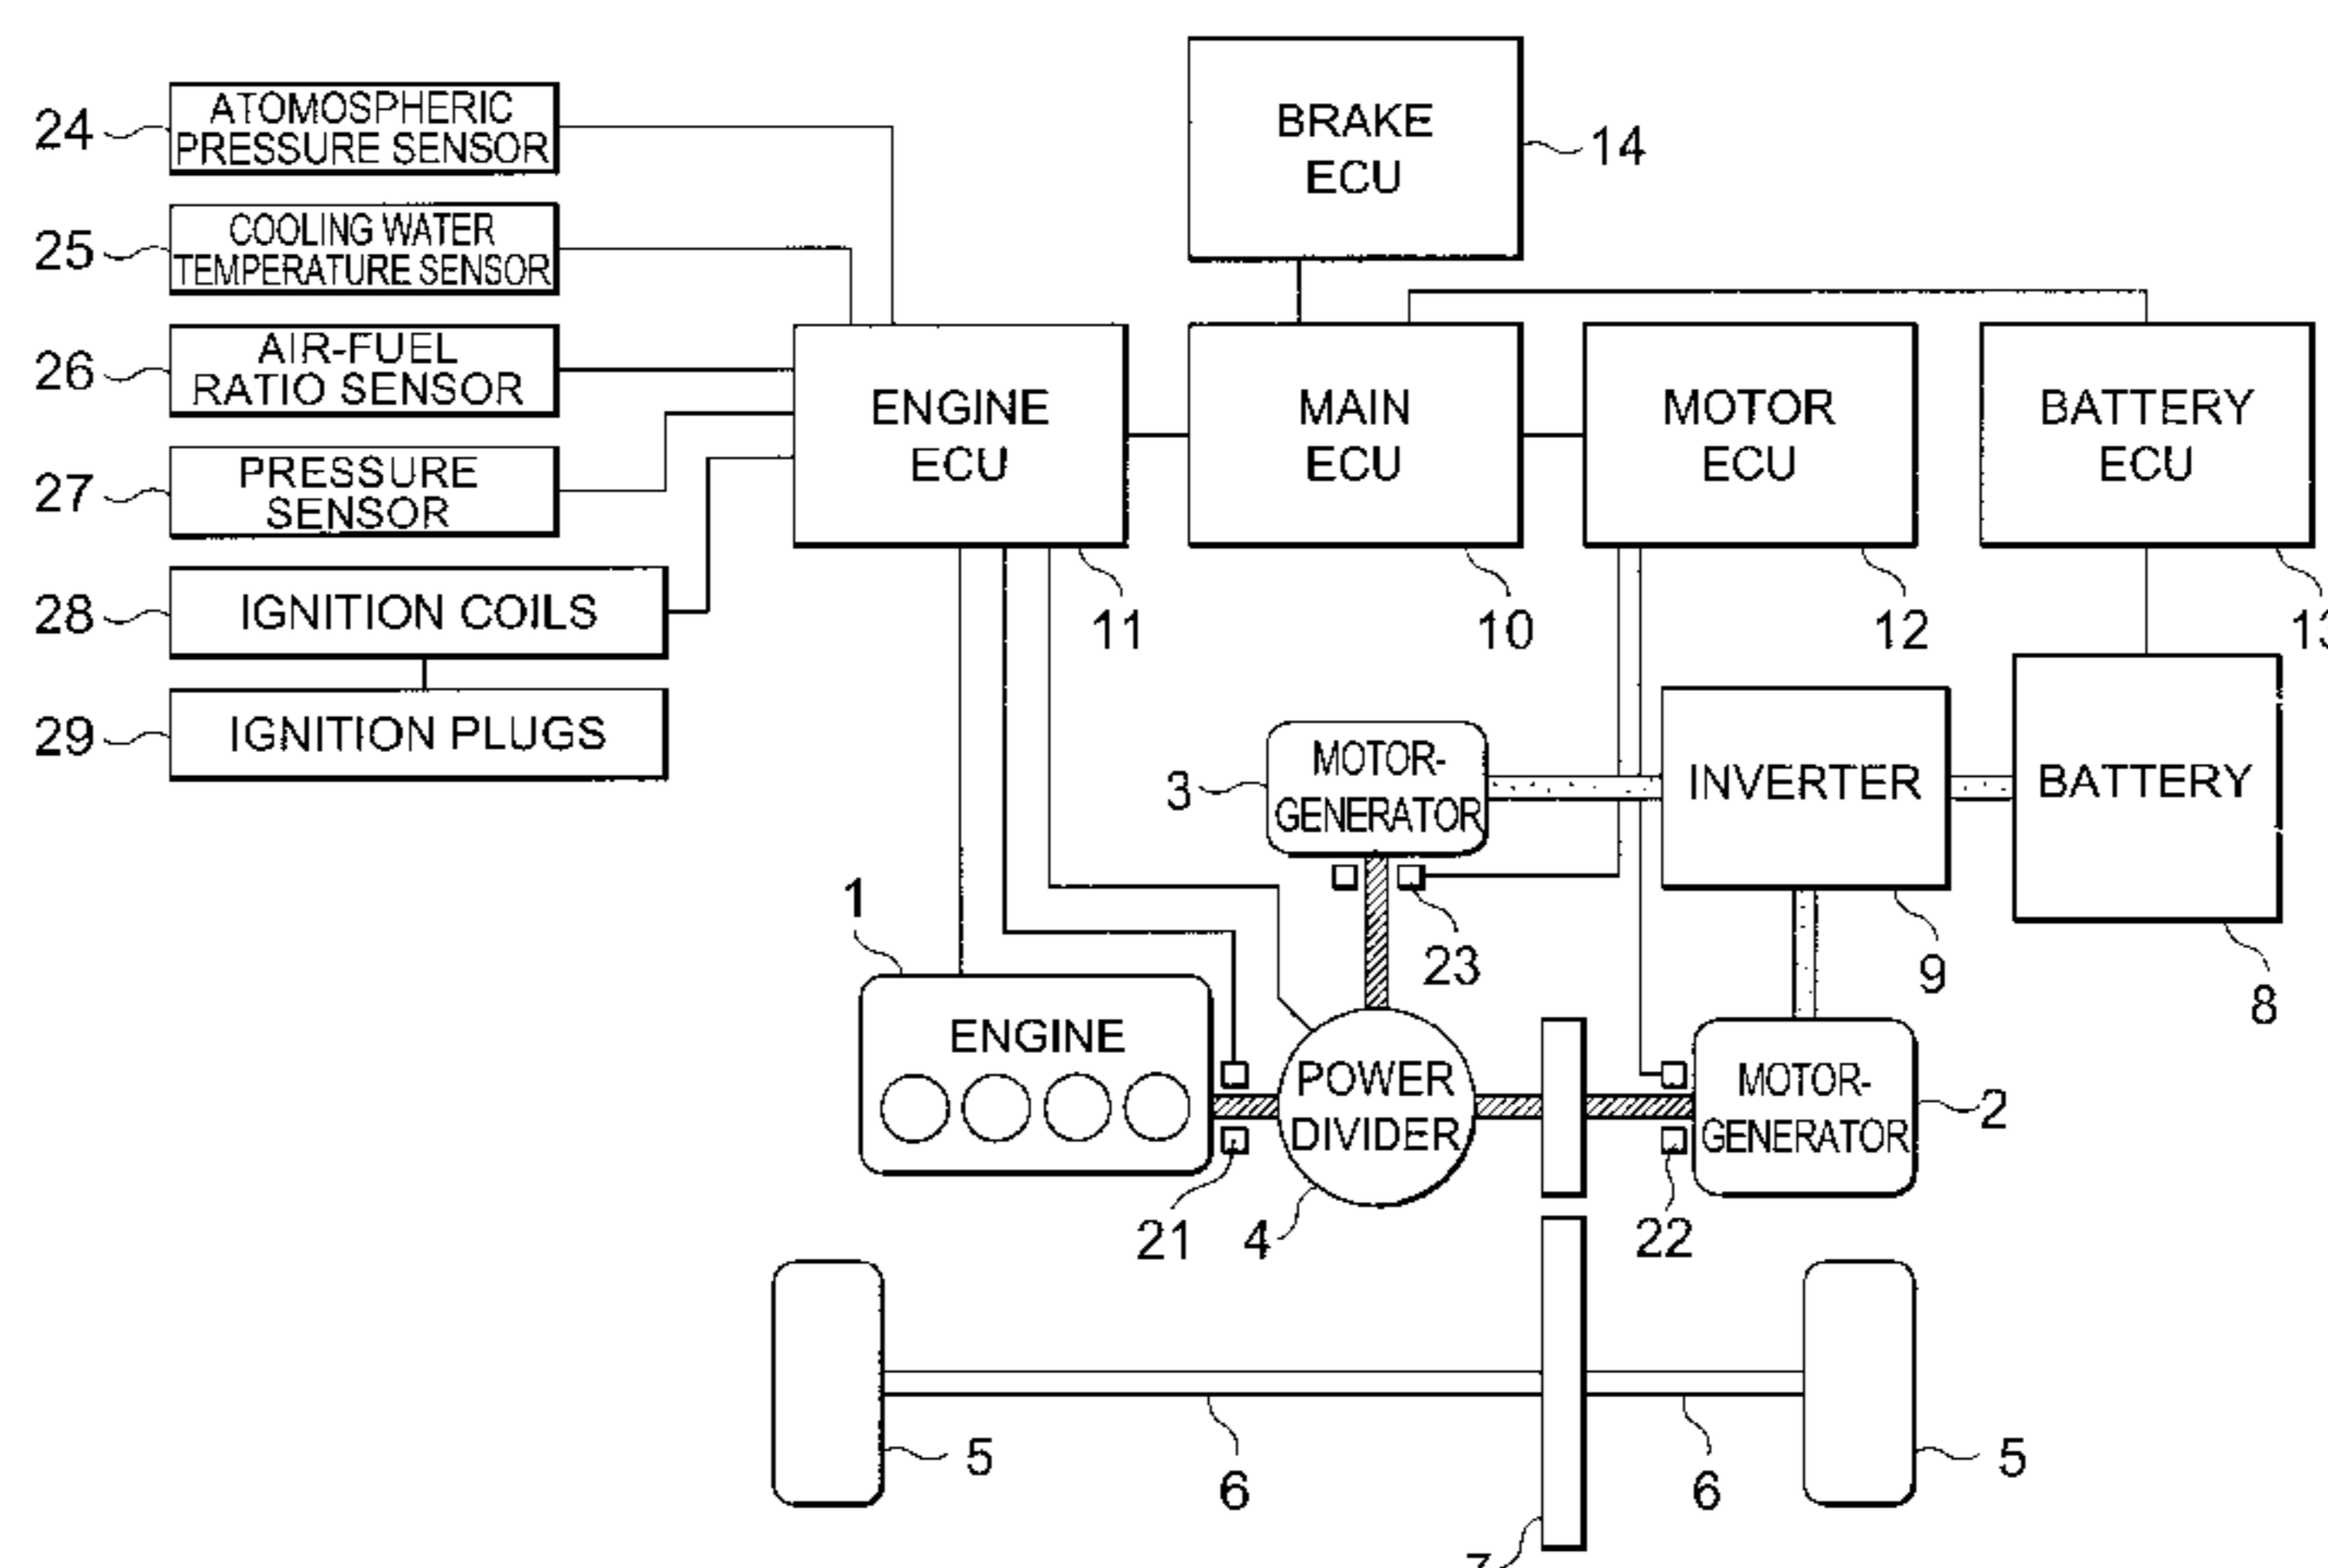 24
ATOMOSPHERIC
PRESSURE SENSOR
25
COOLING WATER
TEMPERATURE SENSOR
26
AIR-FUEL
RATIO SENSOR
27
PRESSURE
SENSOR
28
IGNITION COILS
29
IGNITION PLUGS
BRAKE
ECU
14
ENGINE
ECU
11
MAIN
ECU
10
MOTOR
ECU
12
BATTERY
ECU
3
MOTOR-
GENERATOR
23
INVERTER
9
BATTERY
8
1
ENGINE
21
POWER
DIVIDER
4
22
MOTOR-
GENERATOR
2
5
6
6
5